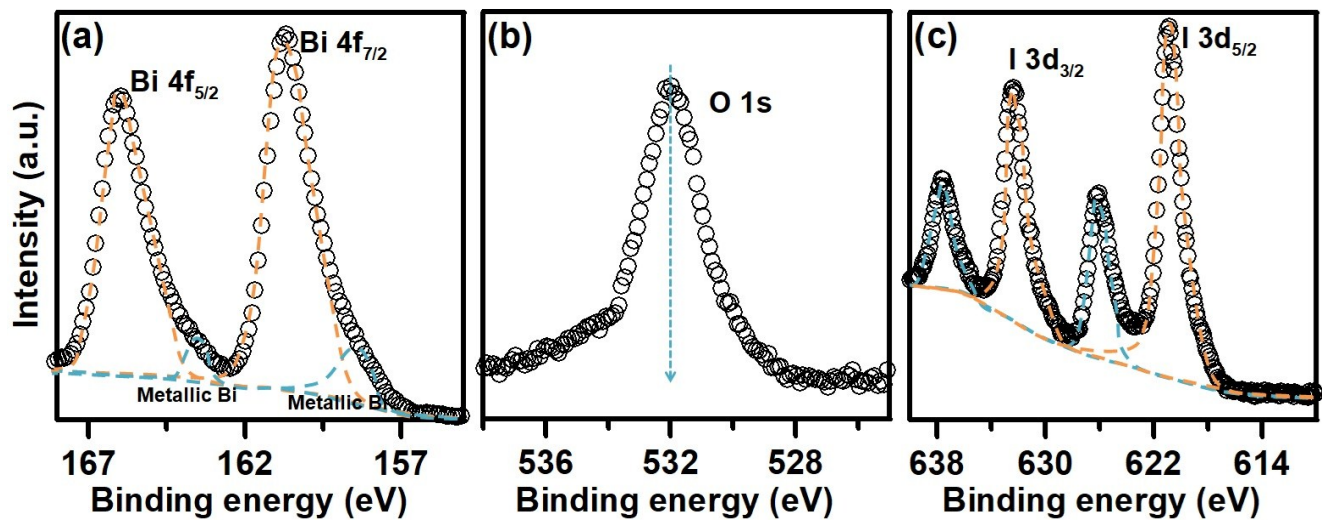 Intensity (a.u.)
(a)
Bi 4f5/2
Bi 4f7/2
Metallic Bi
Metallic Bi
167
162
157
Binding energy (eV)
(b)
O 1s
536
532
528
Binding energy (eV)
(c)
I 3d3/2
I 3d5/2
638
630
622
614
Binding energy (eV)